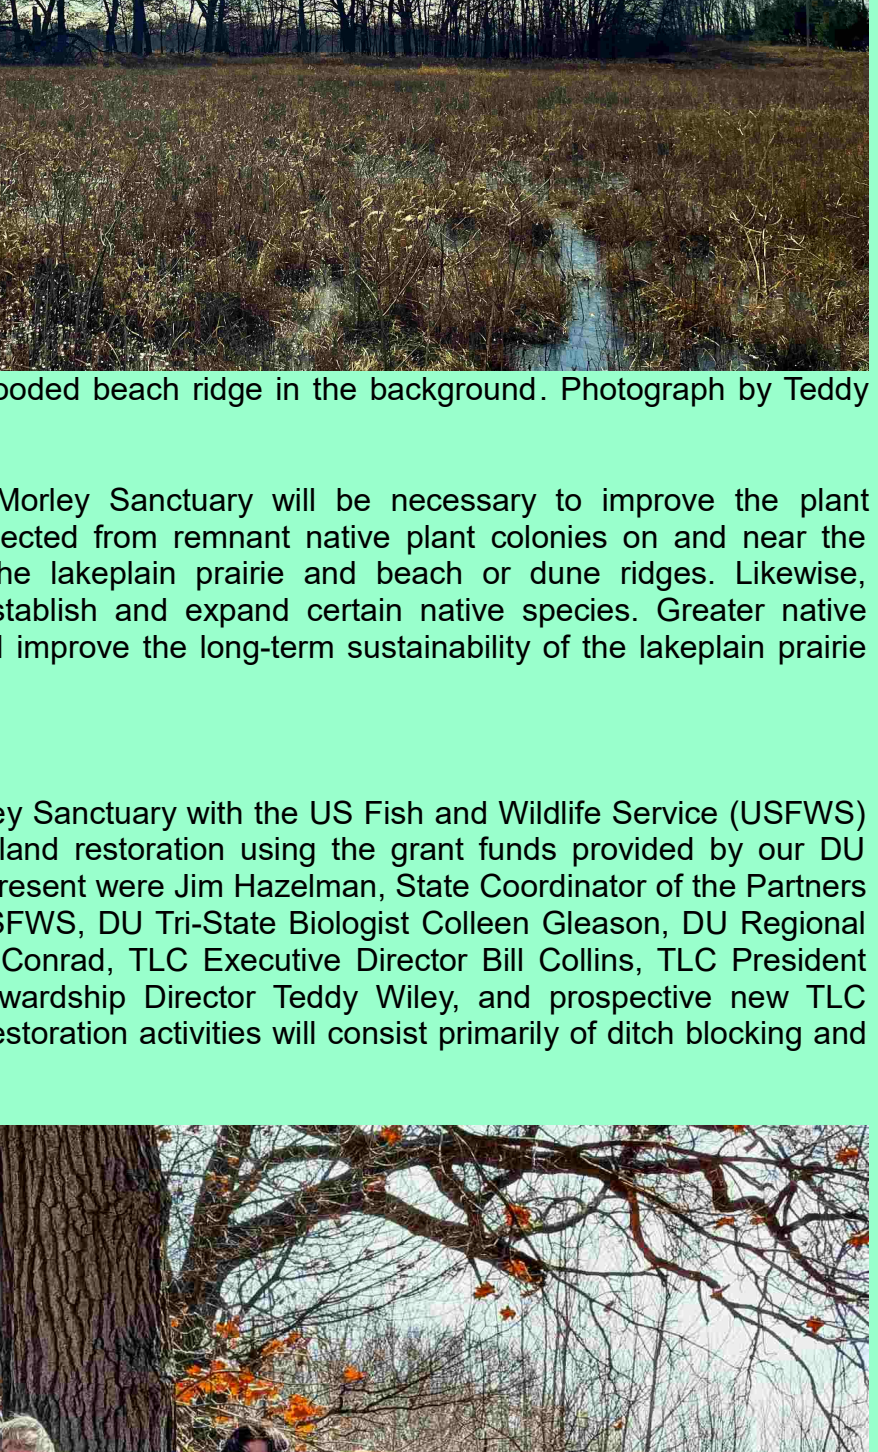 ooded beach ridge in the background. Photograph by Teddy
Morley Sanctuary will be necessary to improve the plant
ected from remnant native plant colonies on and near the
he lakeplain prairie and beach or dune ridges. Likewise,
stablish and expand certain native species. Greater native
improve the long-term sustainability of the lakeplain prairie
ey Sanctuary with the US Fish and Wildlife Service (USFWS)
land restoration using the grant funds provided by our DU
resent were Jim Hazelman, State Coordinator of the Partners
SFWS, DU Tri-State Biologist Colleen Gleason, DU Regional
Conrad, TLC Executive Director Bill Collins, TLC President
wardship Director Teddy Wiley, and prospective new TLC
estoration activities will consist primarily of ditch blocking and